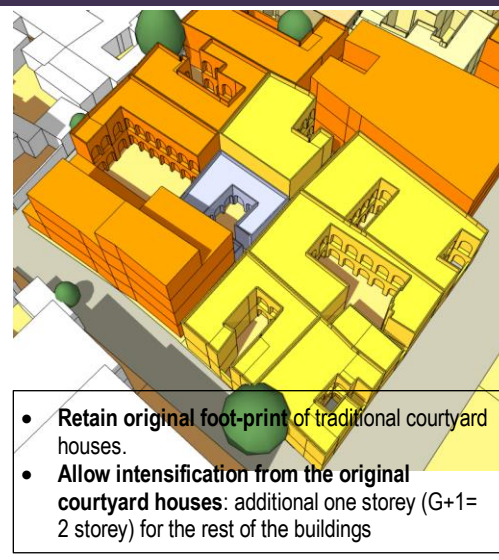 • Retain original foot-print of traditional courtyard
houses.
• Allow intensification from the original
courtyard houses: additional one storey (G+1=
2 storey) for the rest of the buildings